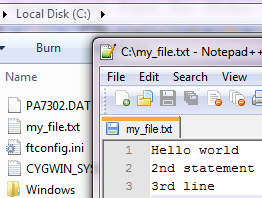 Local Disk (C:)
Burn
Name
PA7302.DAT
my_file.txt
ftconfig.ini
CYGWIN_SYS
Windows
C:\my_file.txt - Notepad++
File Edit Search View
my_file.txt
1 Hello world
2 2nd statement
3 3rd line